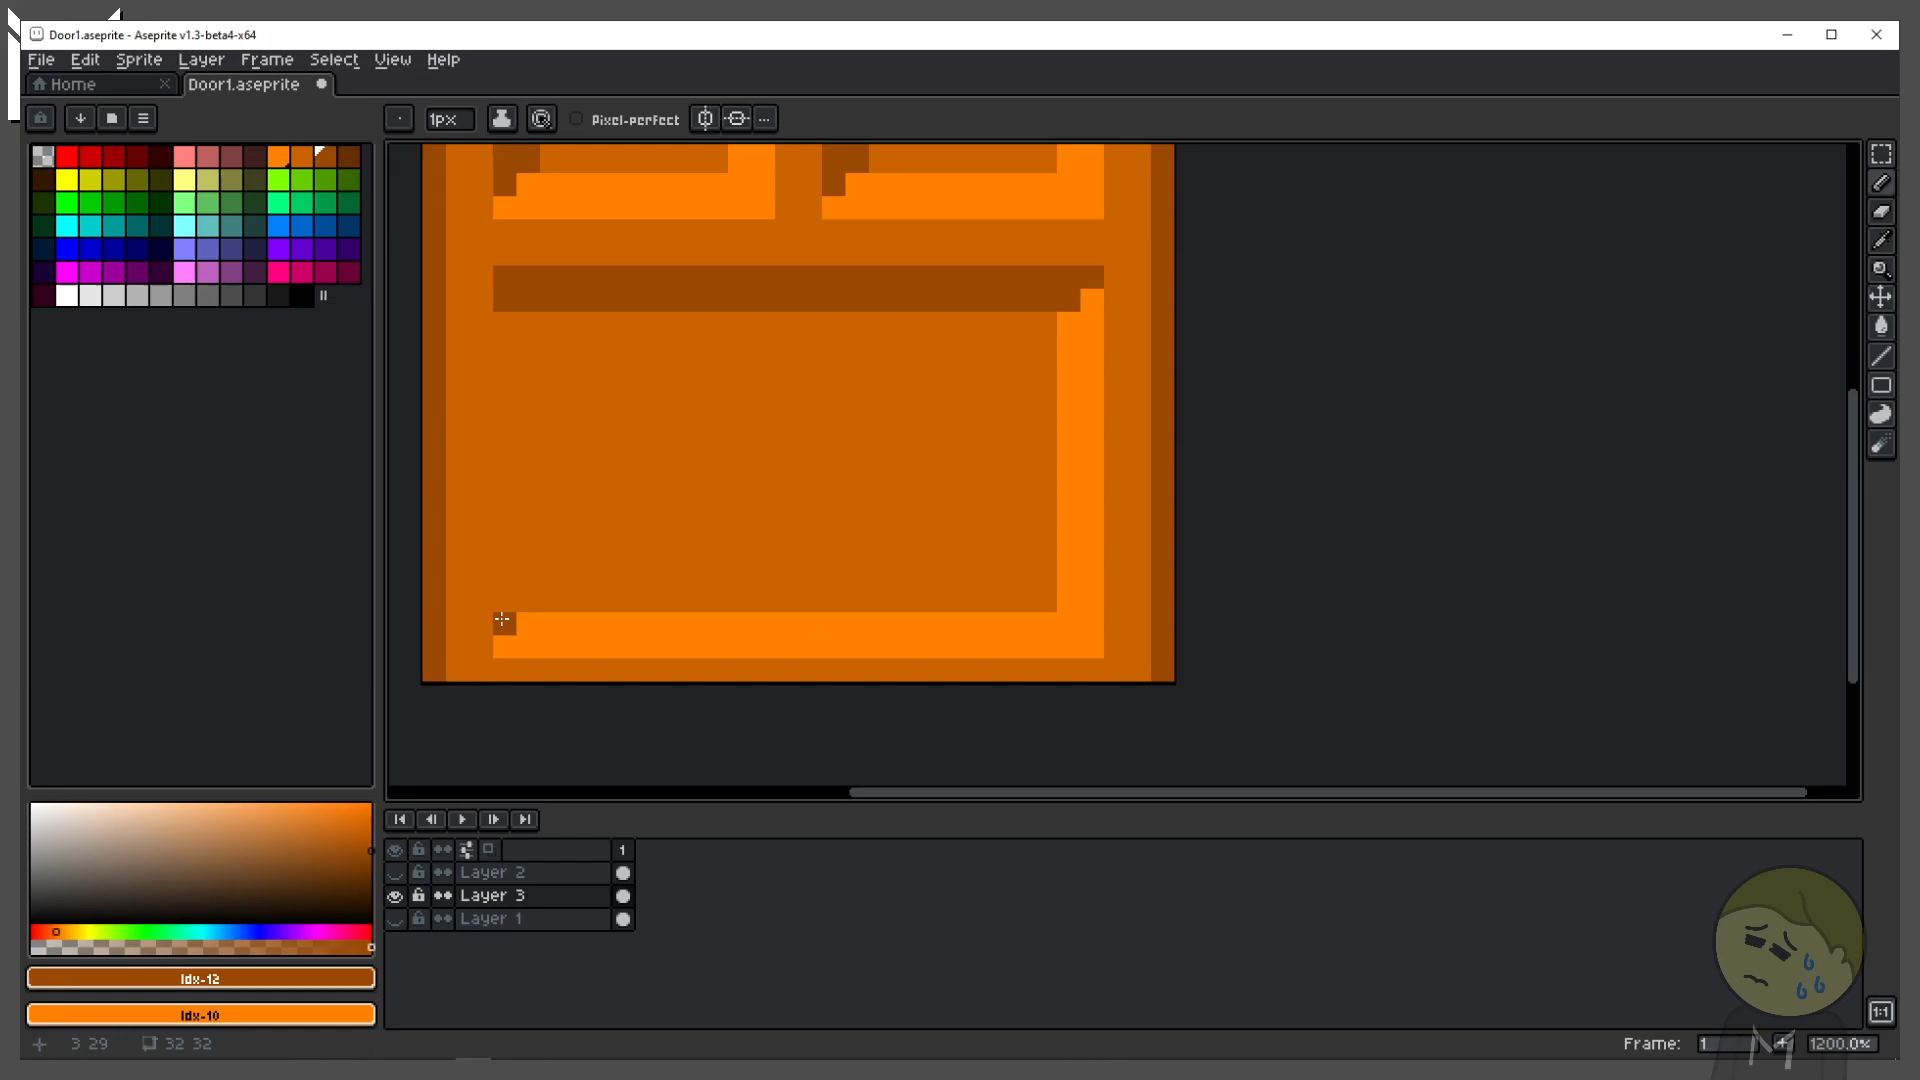 Door1.aseprite - Aseprite v1.3-beta4-x64
File Edit Sprite Layer Frame Select View Help
Home Door1.aseprite
1px Pixel-perfect
1
Layer 2
Layer 3
Layer 1
Idx-12
Idx-10
3 29 32 32
Frame: 1 1200.0%
1:1